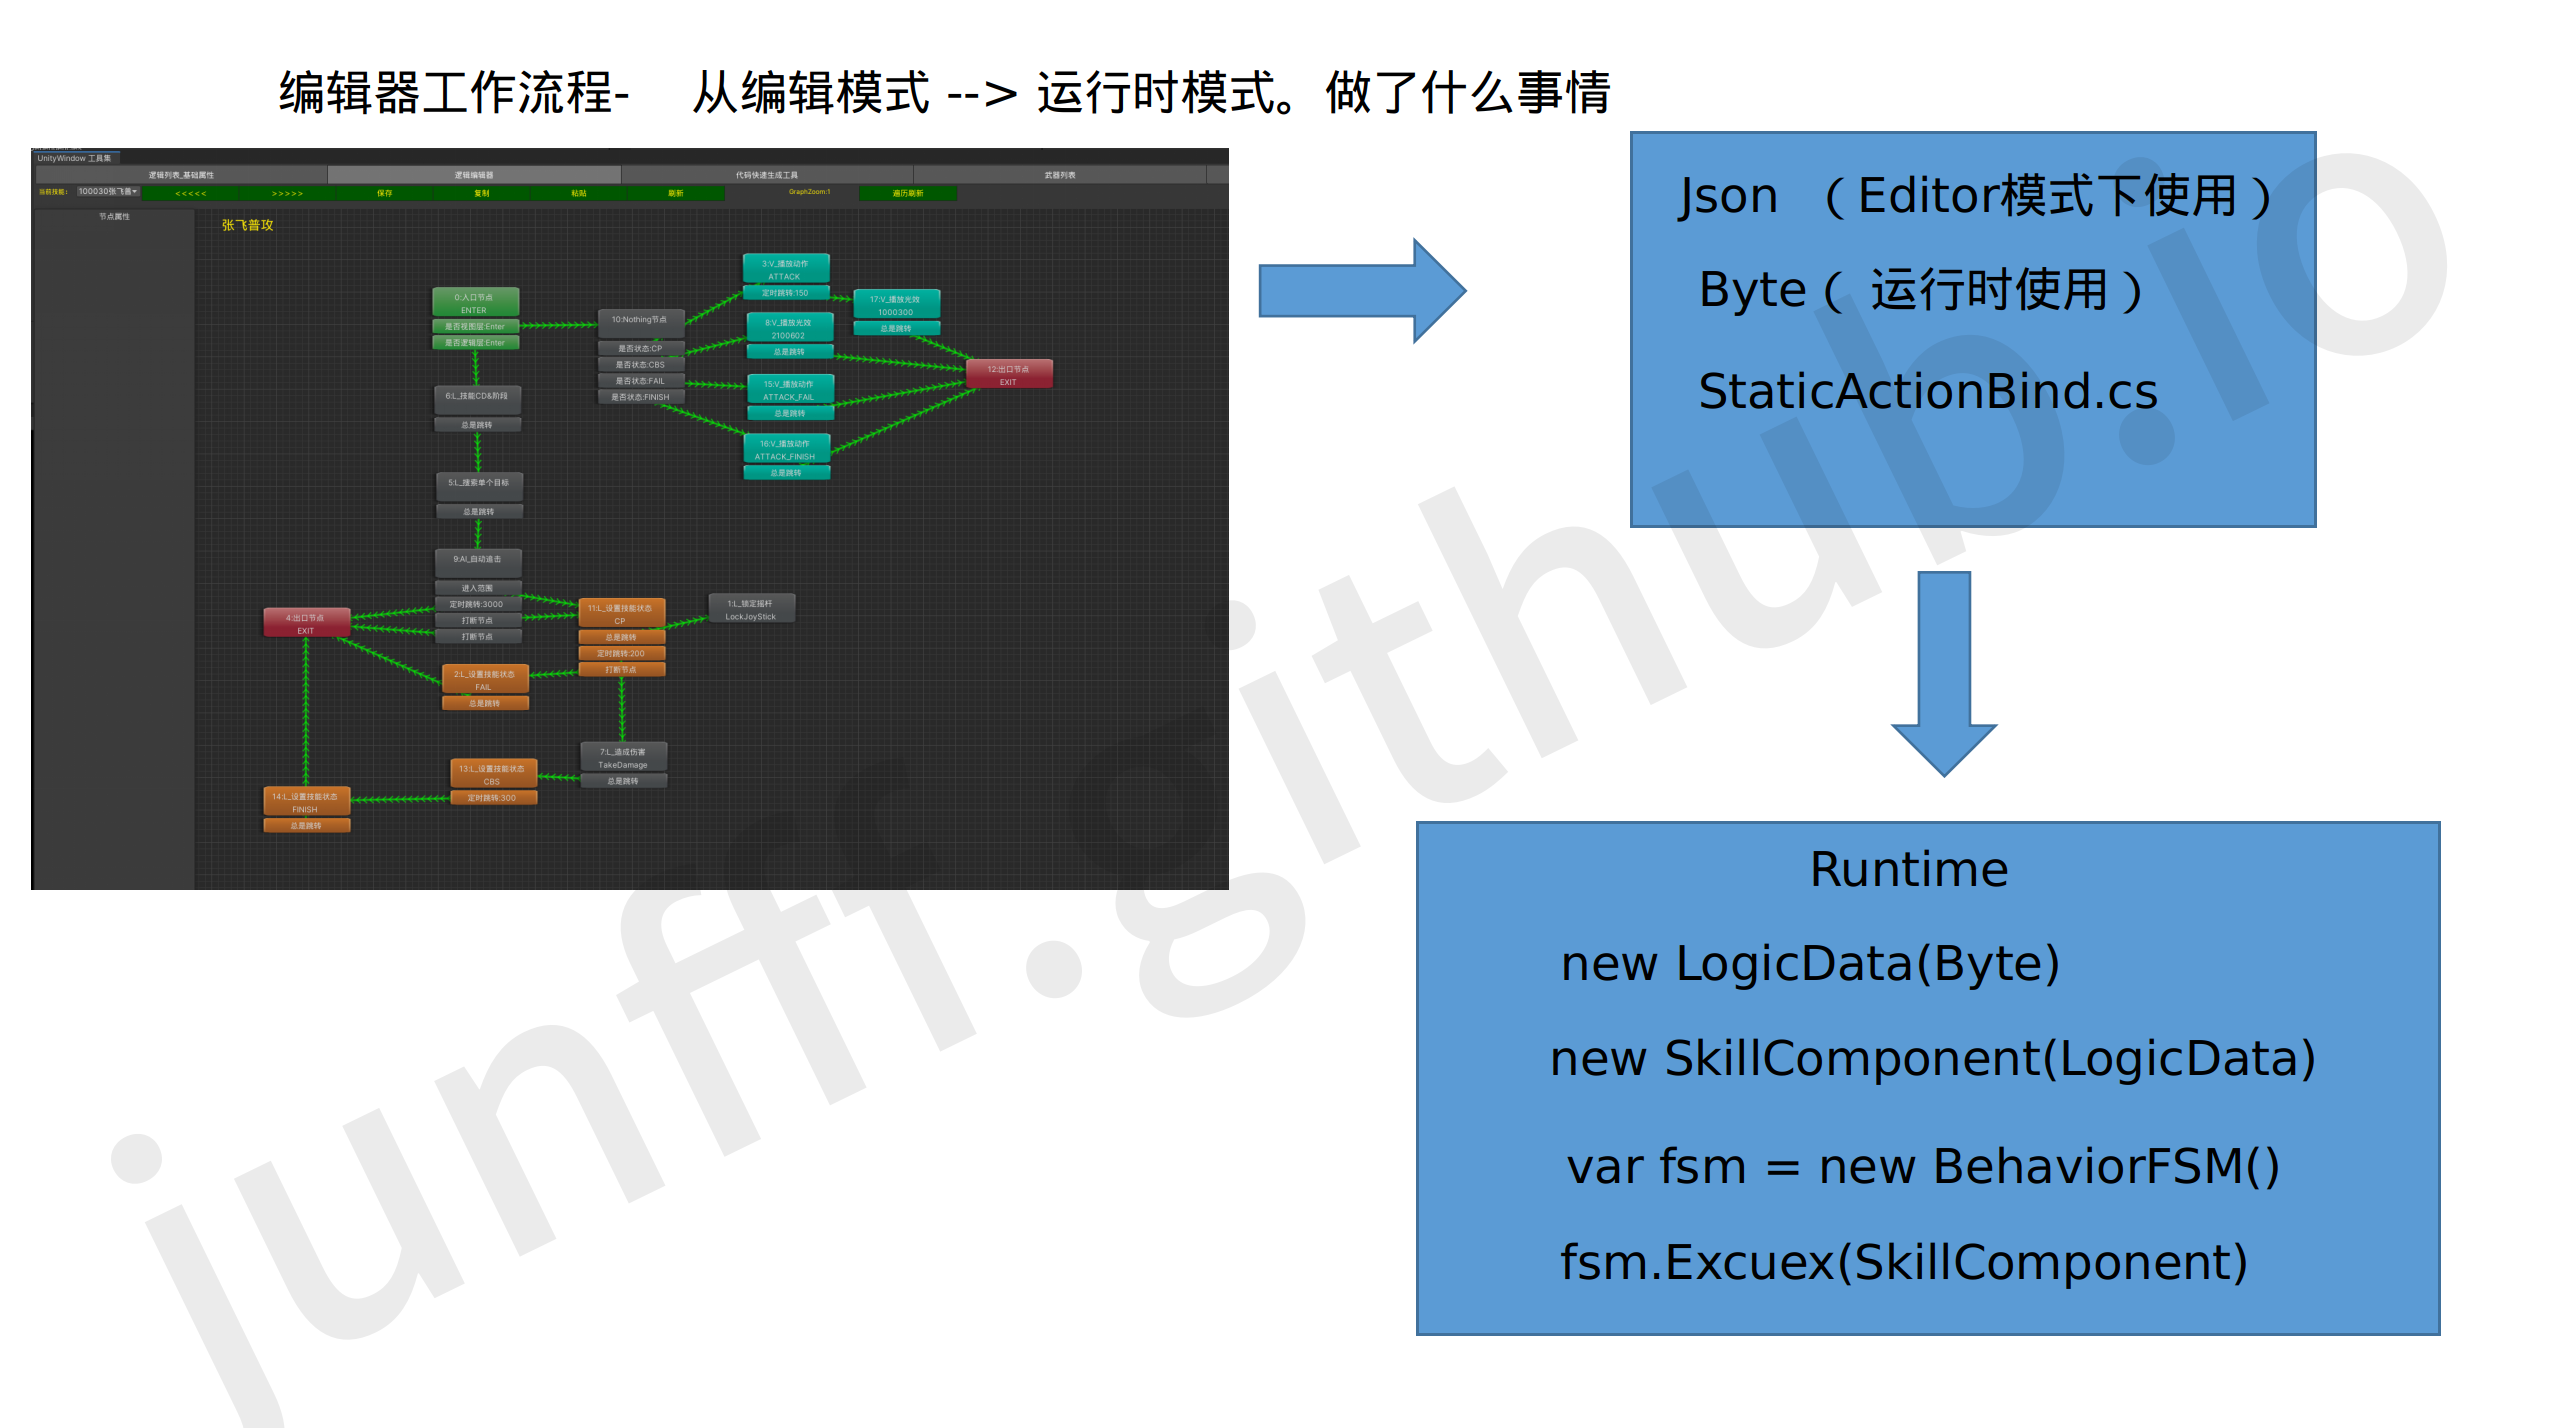 编辑器工作流程- 从编辑模式 --> 运行时模式。做了什么事情
UnityWindow 工具集
逻辑列表_基础属性 逻辑编辑器 代码快速生成工具 武器列表
当前技能: 100030张飞普 <<<<< >>>>> 保存 复制 粘贴 刷新 GraphZoom:1 遍历刷新
节点属性
张飞普攻
0:入口节点
ENTER
是否视图层:Enter
是否逻辑层:Enter
6:L_技能CD&阶段
总是跳转
5:L_搜索单个目标
总是跳转
9:AI_自动追击
进入范围
定时跳转:3000
打断节点
打断节点
4:出口节点
EXIT
11:L_设置技能状态
CP
总是跳转
定时跳转:200
打断节点
1:L_锁定摇杆
LockJoyStick
2:L_设置技能状态
FAIL
总是跳转
7:L_造成伤害
TakeDamage
总是跳转
13:L_设置技能状态
CBS
定时跳转:300
14:L_设置技能状态
FINISH
总是跳转
10:Nothing节点
是否状态:CP
是否状态:CBS
是否状态:FAIL
是否状态:FINISH
3:V_播放动作
ATTACK
定时跳转:150
17:V_播放光效
1000300
总是跳转
8:V_播放光效
2100602
总是跳转
15:V_播放动作
ATTACK_FAIL
总是跳转
16:V_播放动作
ATTACK_FINISH
总是跳转
12:出口节点
EXIT
Json （Editor模式下使用）
Byte（ 运行时使用）
StaticActionBind.cs
Runtime
new LogicData(Byte)
new SkillComponent(LogicData)
var fsm = new BehaviorFSM()
fsm.Excuex(SkillComponent)
junfff.github.io